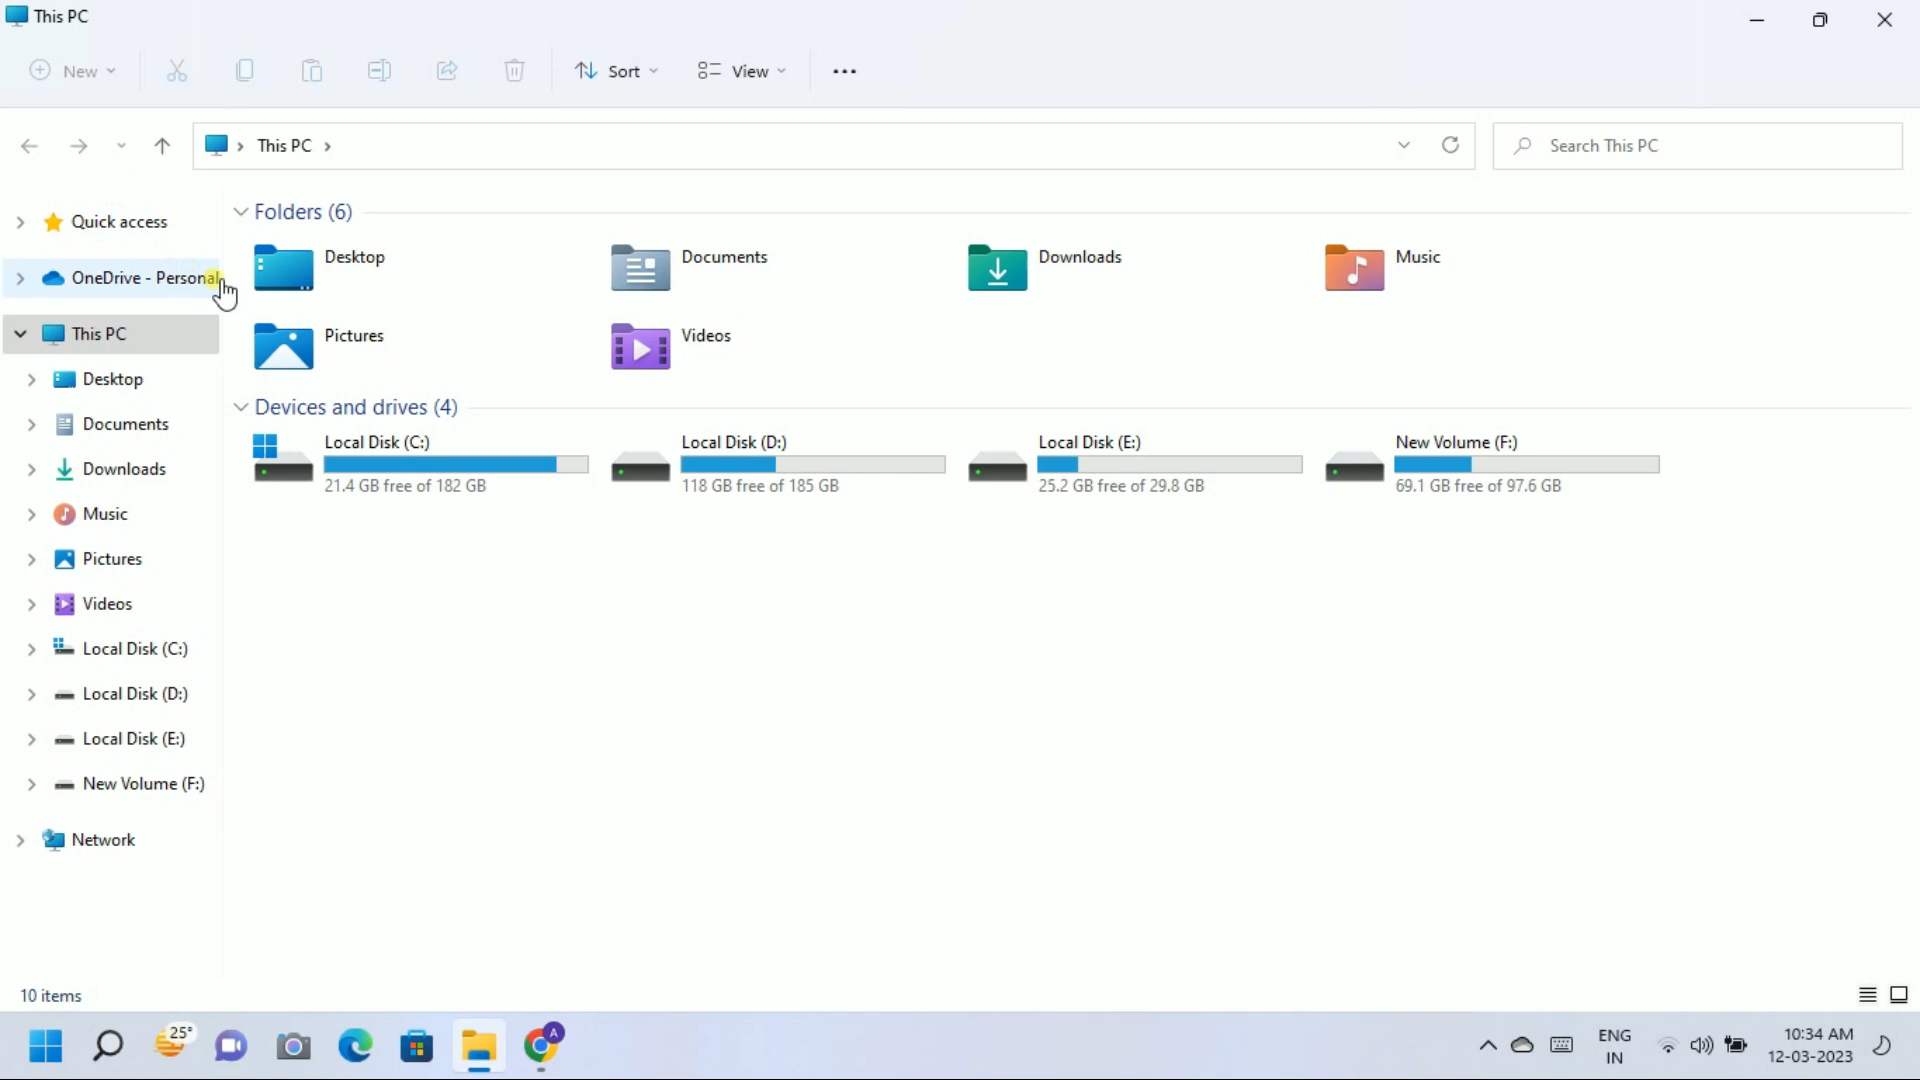 This PC
New
Sort
View
This PC
Search This PC
Quick access
OneDrive - Personal
This PC
Desktop
Documents
Downloads
Music
Pictures
Videos
Local Disk (C:)
Local Disk (D:)
Local Disk (E:)
New Volume (F:)
Network
Folders (6)
Desktop
Documents
Downloads
Music
Pictures
Videos
Devices and drives (4)
Local Disk (C:)
21.4 GB free of 182 GB
Local Disk (D:)
118 GB free of 185 GB
Local Disk (E:)
25.2 GB free of 29.8 GB
New Volume (F:)
69.1 GB free of 97.6 GB
10 items
25°
A
ENG
IN
10:34 AM
12-03-2023